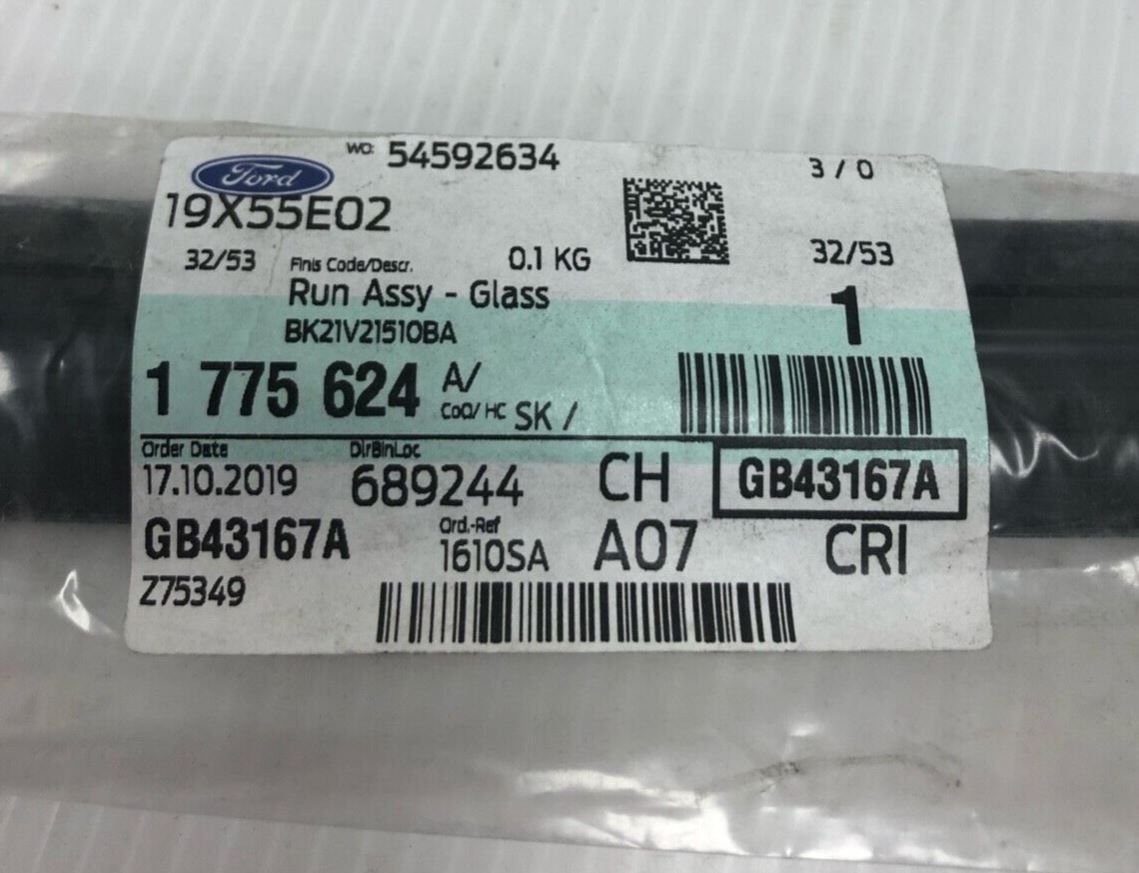 WO: 54592634
3 / 0
Ford
19X55E02
32/53 Finis Code/Descr. 0.1 KG
32/53
Run Assy - Glass
1
BK21V21510BA
1 775 624 A/
CoO/ HC SK /
Order Date DlrBinLoc
17.10.2019 689244 CH GB43167A
GB43167A Ord.-Ref
1610SA A07 CRI
Z75349